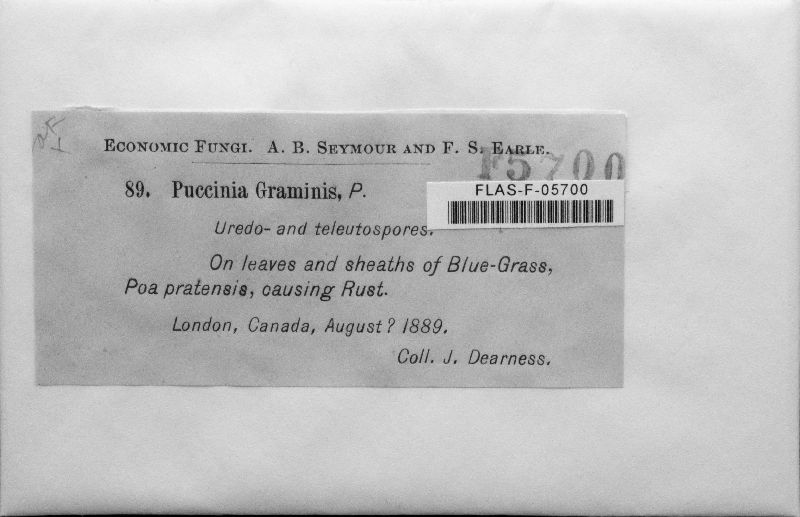 ECONOMIC FUNGI. A. B. SEYMOUR AND F. S. EARLE.
F5700
89. Puccinia Graminis, P.
FLAS-F-05700
Uredo- and teleutospores.
On leaves and sheaths of Blue-Grass,
Poa pratensis, causing Rust.
London, Canada, August? 1889.
Coll. J. Dearness.